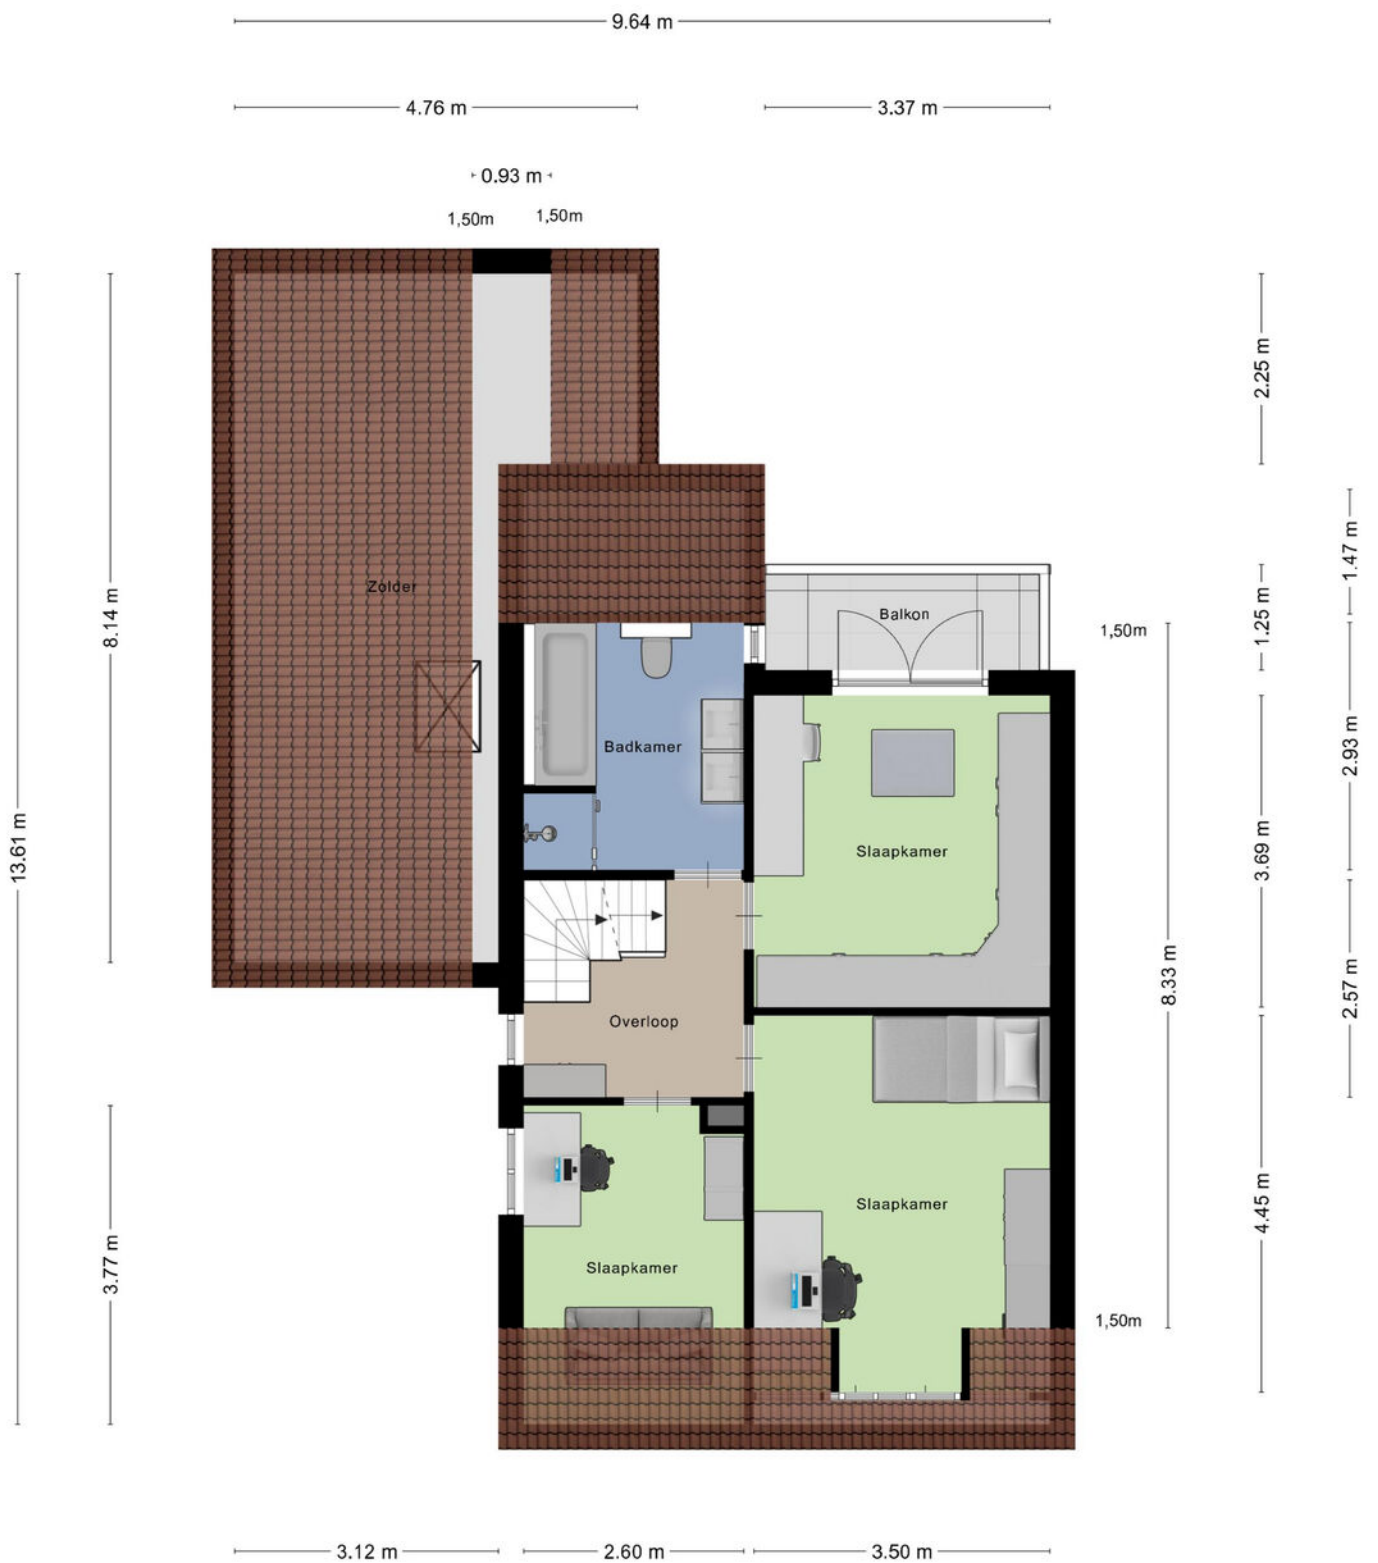 9.64 m
4.76 m
3.37 m
0.93 m
1,50m
1,50m
2.25 m
1.47 m
Zolder
8.14 m
1.25 m
Balkon
1,50m
Badkamer
2.93 m
13.61 m
3.69 m
Slaapkamer
8.33 m
2.57 m
Overloop
4.45 m
Slaapkamer
3.77 m
Slaapkamer
1,50m
3.12 m
2.60 m
3.50 m